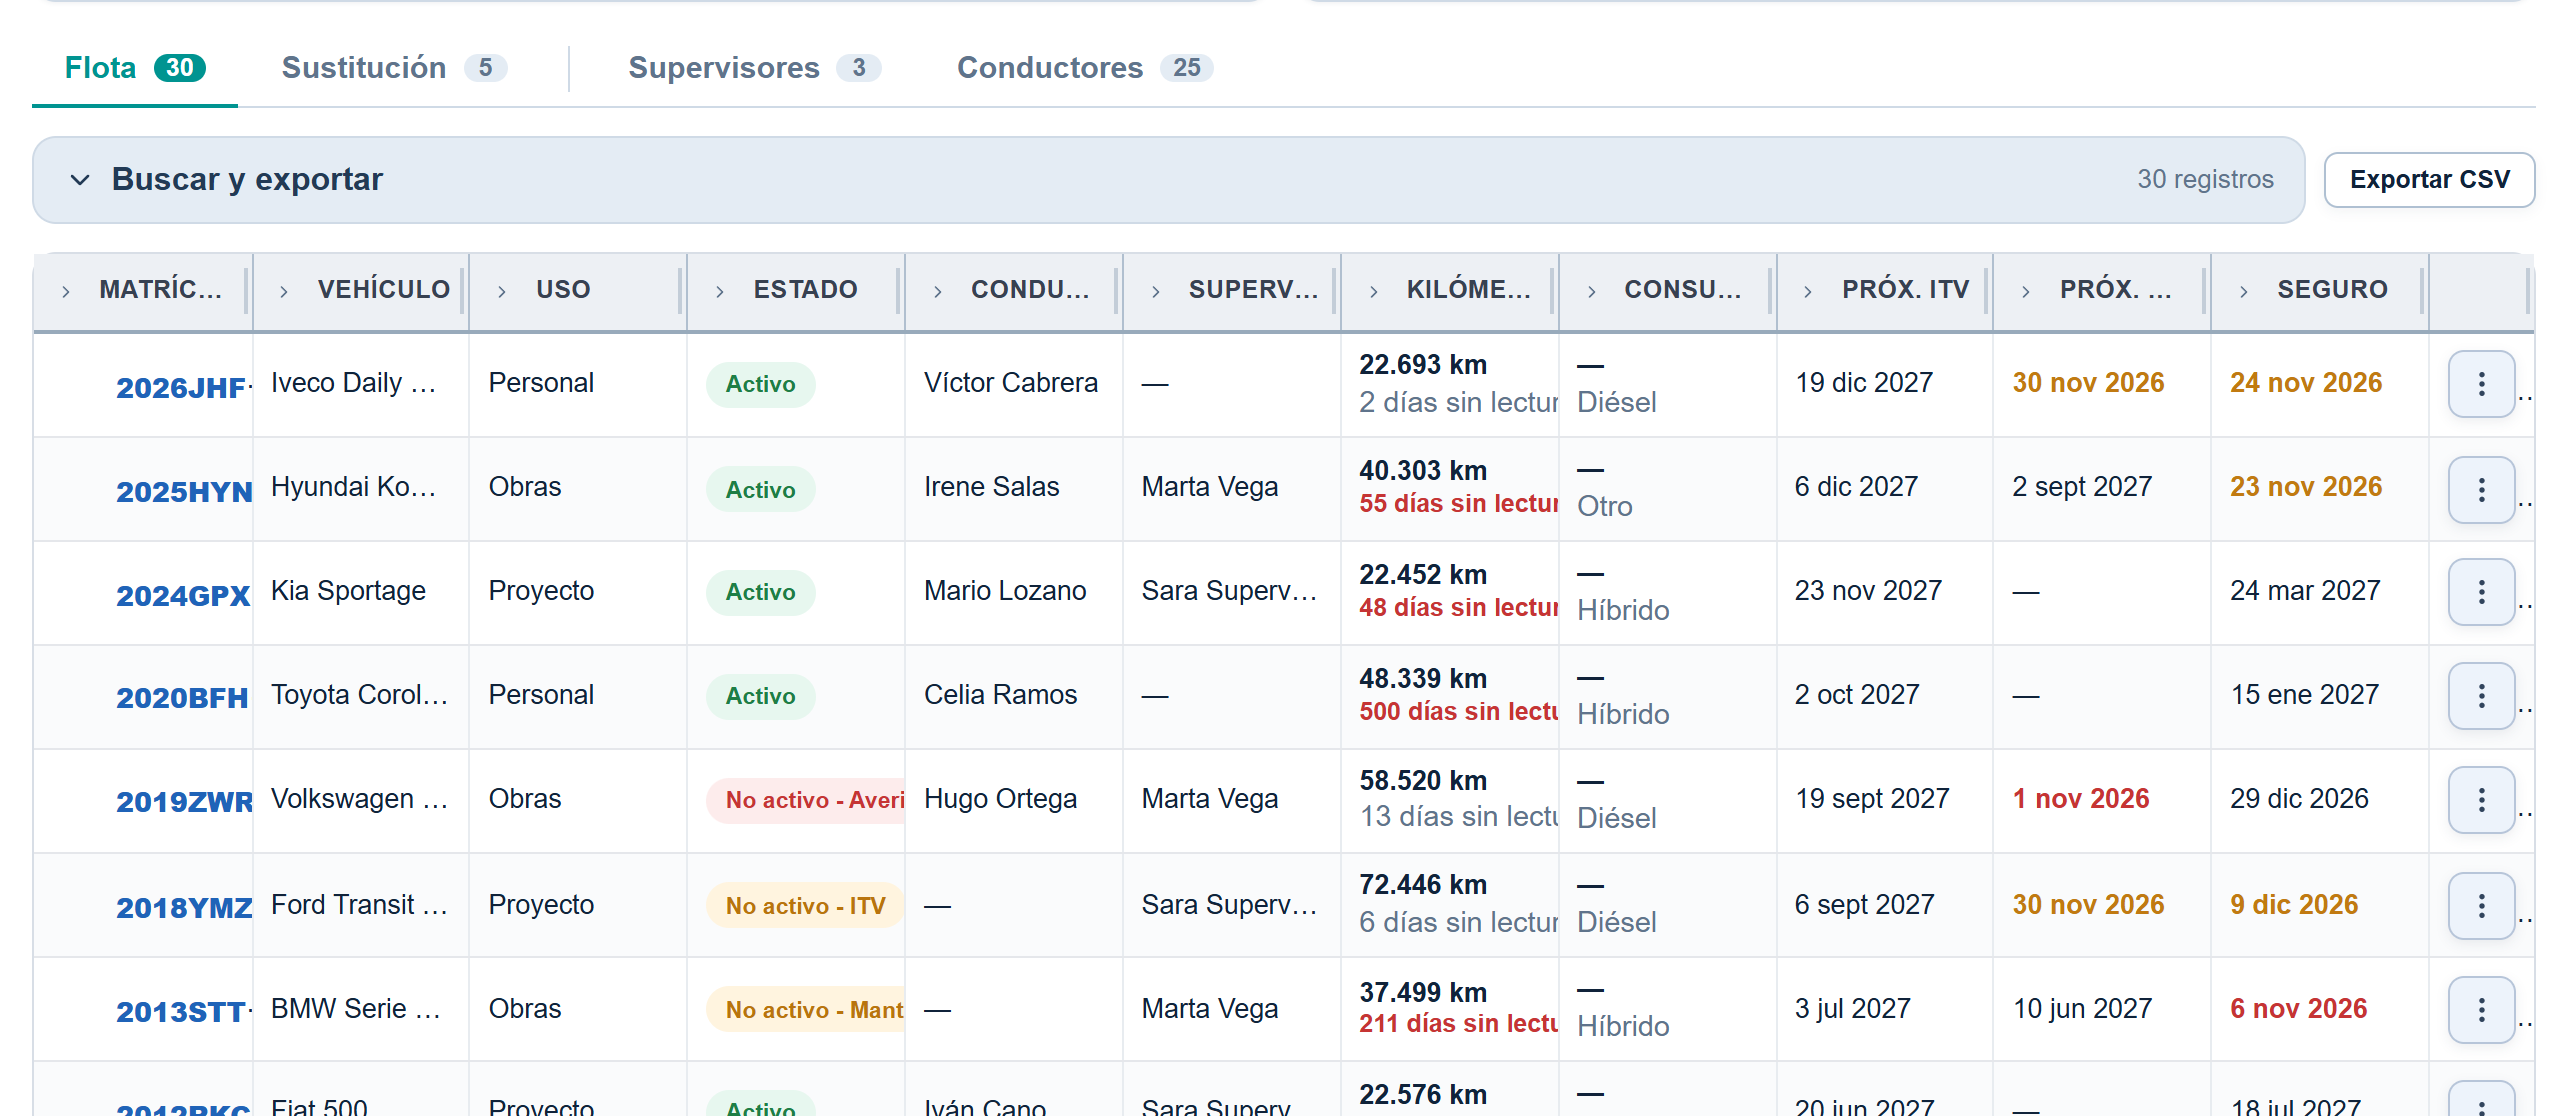 Flota 30 Sustitución 5 Supervisores 3 Conductores 25
Buscar y exportar 30 registros Exportar CSV
MATRÍC... VEHÍCULO USO ESTADO CONDU... SUPERV... KILÓME... CONSU... PRÓX. ITV PRÓX. ... SEGURO
2026JHF Iveco Daily ... Personal Activo Víctor Cabrera — 22.693 km — 19 dic 2027 30 nov 2026 24 nov 2026
2 días sin lectur Diésel
2025HYN Hyundai Ko... Obras Activo Irene Salas Marta Vega 40.303 km — 6 dic 2027 2 sept 2027 23 nov 2026
55 días sin lectur Otro
2024GPX Kia Sportage Proyecto Activo Mario Lozano Sara Superv... 22.452 km — 23 nov 2027 — 24 mar 2027
48 días sin lectur Híbrido
2020BFH Toyota Corol... Personal Activo Celia Ramos — 48.339 km — 2 oct 2027 — 15 ene 2027
500 días sin lectu Híbrido
2019ZWR Volkswagen ... Obras No activo - Averi Hugo Ortega Marta Vega 58.520 km — 19 sept 2027 1 nov 2026 29 dic 2026
13 días sin lectu Diésel
2018YMZ Ford Transit ... Proyecto No activo - ITV — Sara Superv... 72.446 km — 6 sept 2027 30 nov 2026 9 dic 2026
6 días sin lectur Diésel
2013STT BMW Serie ... Obras No activo - Mant — Marta Vega 37.499 km — 3 jul 2027 10 jun 2027 6 nov 2026
211 días sin lectu Híbrido
2012BKC Fiat 500 Proyecto Activo Iván Cano Sara Superv... 22.576 km — 20 jun 2027 — 18 jul 2027